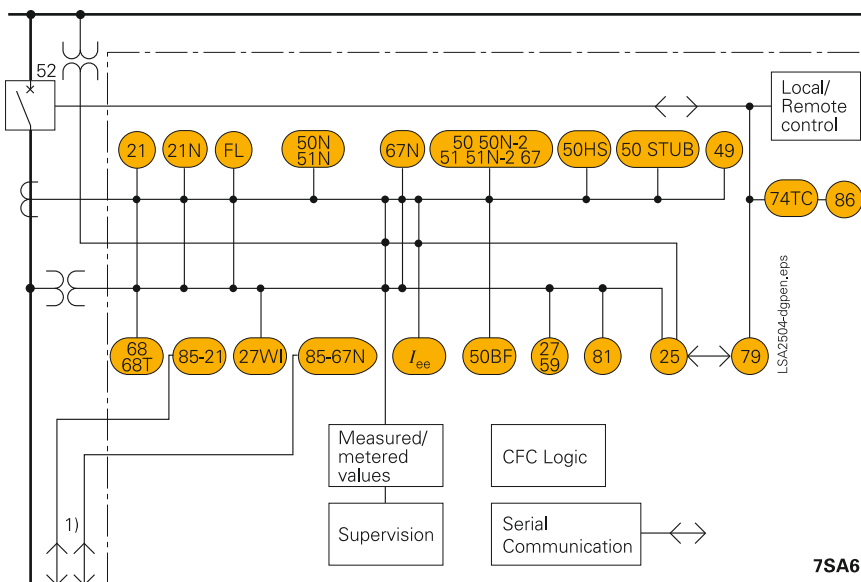 52
Local/
Remote
control
21
21N
FL
50N
51N
67N
50 50N-2
51 51N-2 67
50HS
50 STUB
49
74TC
86
68
68T
85-21
27WI
85-67N
Iee
50BF
27
59
81
25
79
LSA2504-dgpen.eps
Measured/
metered
values
CFC Logic
1)
Supervision
Serial
Communication
7SA6